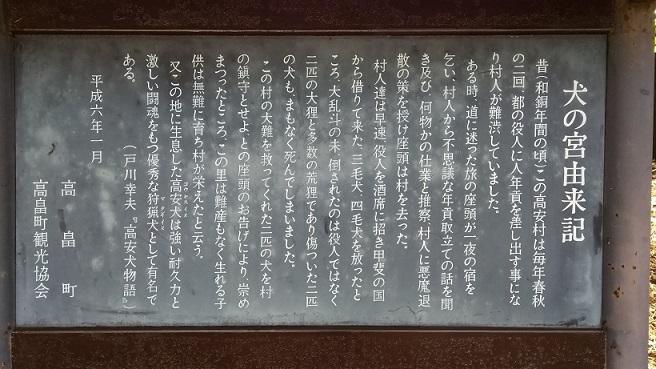 犬の宮由来記
昔(和銅年間の頃)この高安村は毎年春秋
の二回、都の役人に人年貢を差し出す事にな
り村人が難渋していました。
ある時、道に迷った旅の座頭が一夜の宿を
乞い、村人から不思議な年貢取立ての話を聞
き及び、何物かの仕業と推察、村人に悪魔退
散の策を授け座頭は村を去った。
村人達は早速、役人を酒席に招き甲斐の国
から借りて来た三毛犬、四毛犬を放ったと
ころ、大乱斗の末、倒されたのは役人ではなく
二匹の大狸と多数の荒狸であり傷ついた二匹
の犬も、まもなく死んでしまいました。
この村の大難を救ってくれた二匹の犬を村
の鎮守とせよ、との座頭のお告げにより、崇め
まつったところ、この里は難産もなく生れる子
供は無難に育ち村が栄えたと云う。
又この地に生息した高安犬は強い耐久力と
コウヤスイヌ
激しい闘魂をもつ優秀な狩猟犬として有名で
マタギイヌ
ある。 (戸川幸夫『高安犬物語』)
平成六年一月
高畠町
高畠町観光協会